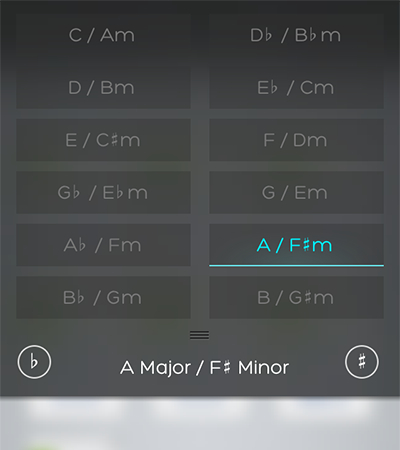 C / Am D♭ / B♭m
D / Bm E♭ / Cm
E / C♯m F / Dm
G♭ / E♭m G / Em
A♭ / Fm A / F♯m
B♭ / Gm B / G♯m
♭ A Major / F♯ Minor ♯